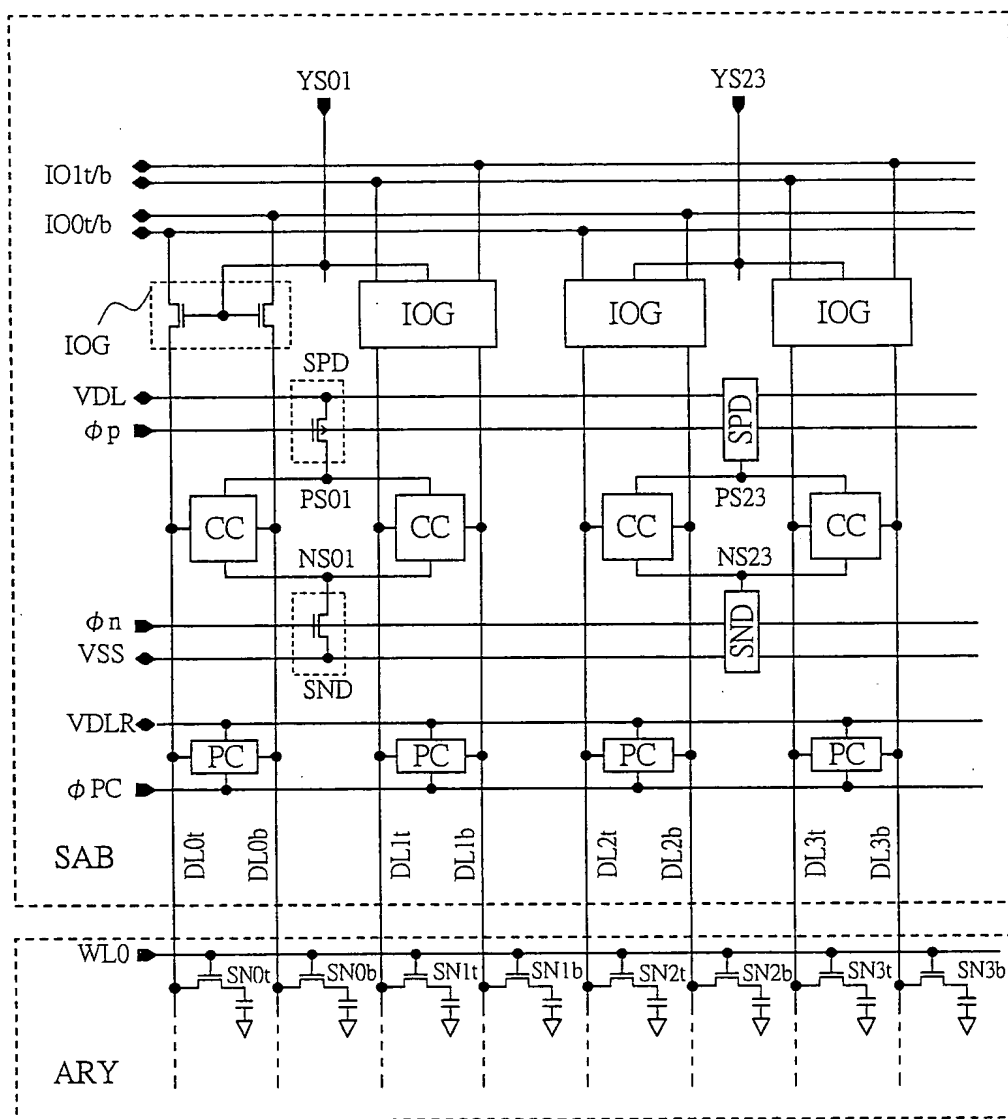 YS01 YS23
IO1t/b
IO0t/b
IOG IOG IOG
IOG
SPD
VDL
SPD
ϕp
PS01 PS23
CC CC CC CC
NS01 NS23
ϕn
SND
VSS
SND
VDLR
PC PC PC PC
ϕPC
DL0t DL0b DL1t DL1b DL2t DL2b DL3t DL3b
SAB
WL0
SN0t SN0b SN1t SN1b SN2t SN2b SN3t SN3b
ARY